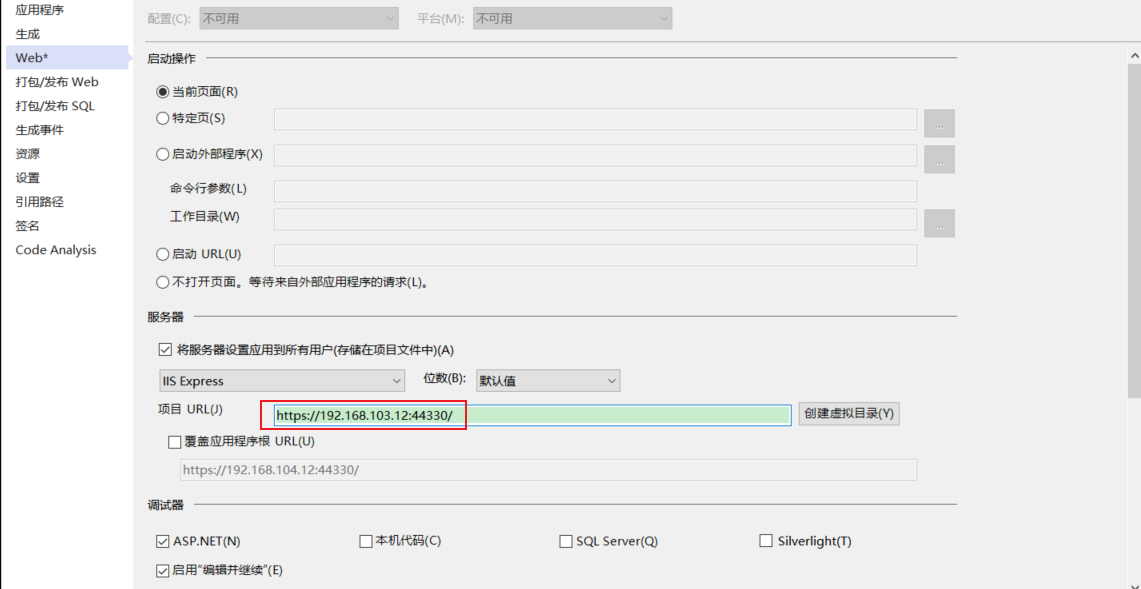 应用程序
生成
Web*
打包/发布 Web
打包/发布 SQL
生成事件
资源
设置
引用路径
签名
Code Analysis
配置(C): 不可用 平台(M): 不可用
启动操作
当前页面(R)
特定页(S) ...
启动外部程序(X) ...
命令行参数(L)
工作目录(W) ...
启动 URL(U)
不打开页面。等待来自外部应用程序的请求(L)。
服务器
将服务器设置应用到所有用户(存储在项目文件中)(A)
IIS Express 位数(B): 默认值
项目 URL(J) https://192.168.103.12:44330/ 创建虚拟目录(Y)
覆盖应用程序根 URL(U)
https://192.168.104.12:44330/
调试器
ASP.NET(N) 本机代码(C) SQL Server(Q) Silverlight(T)
启用“编辑并继续”(E)